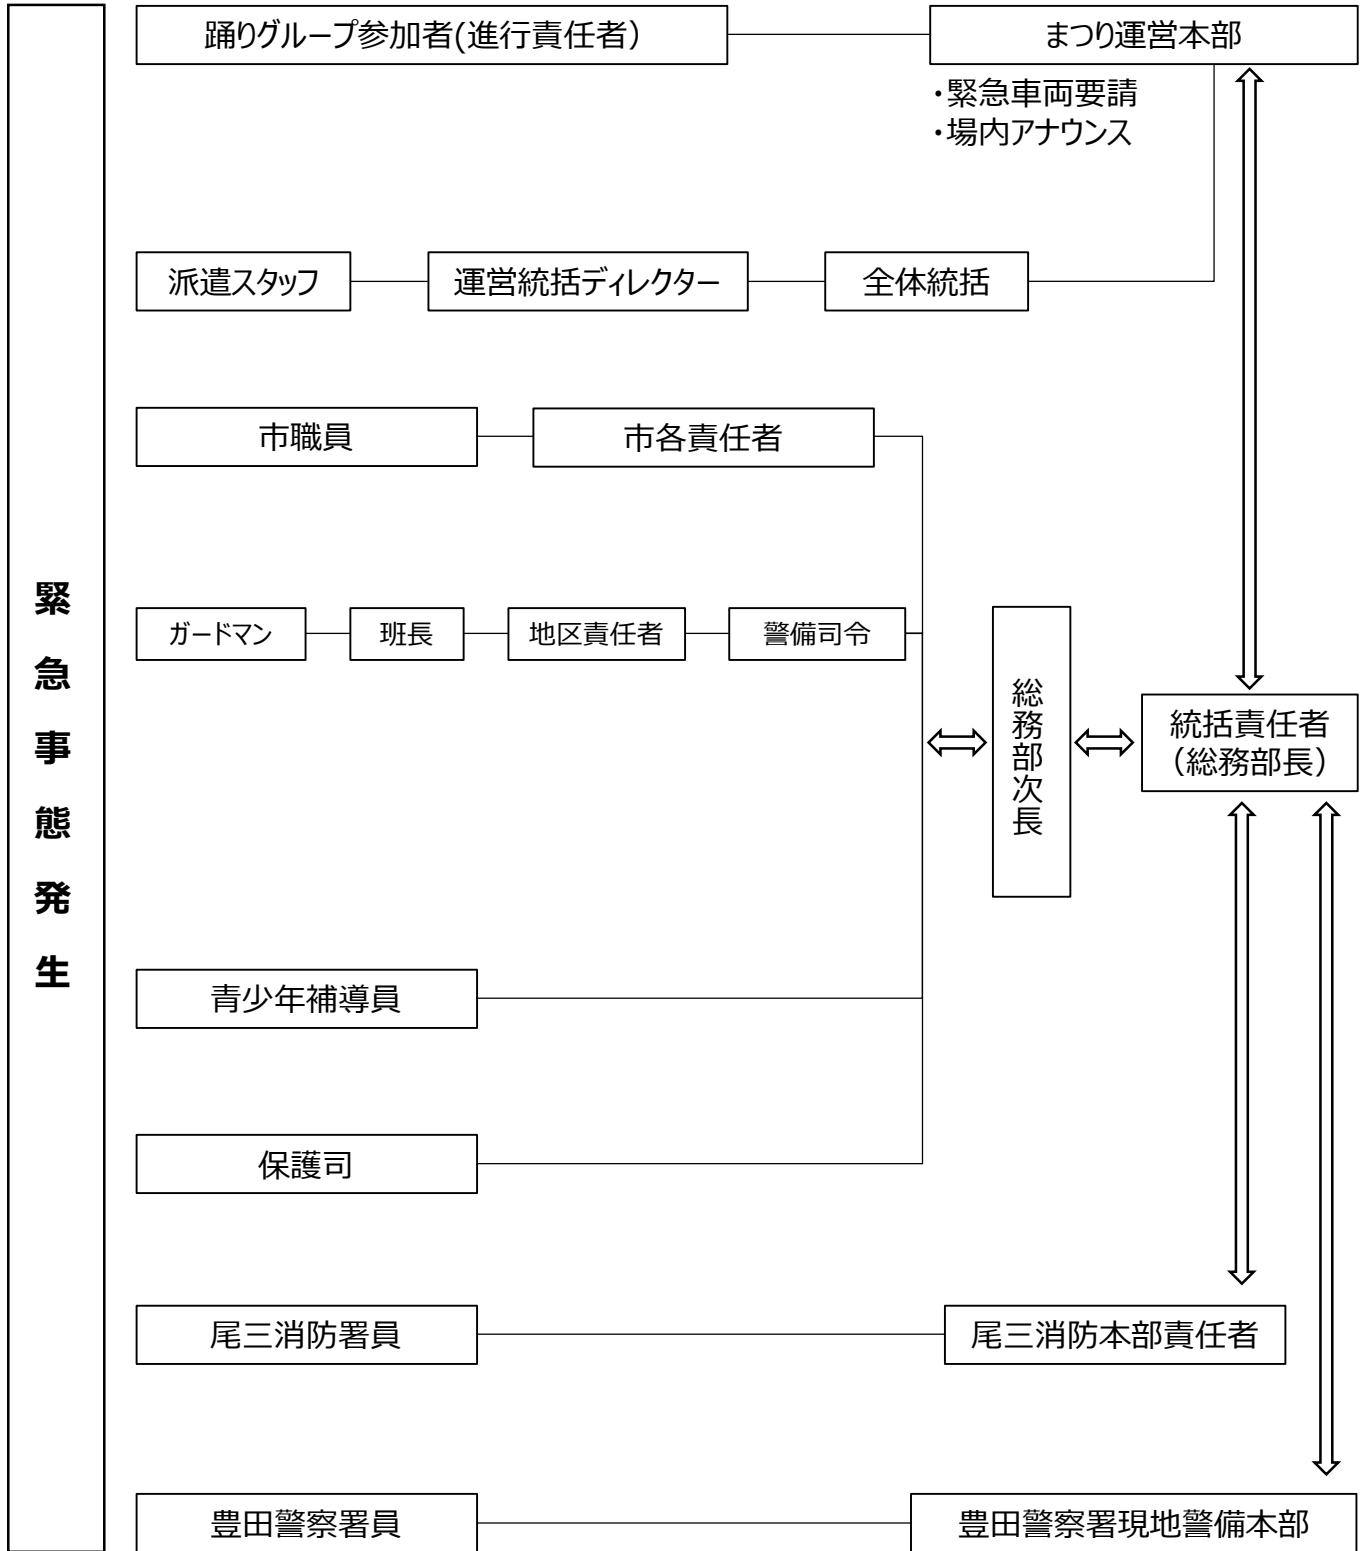 緊急事態発生
踊りグループ参加者(進行責任者）
まつり運営本部
・緊急車両要請
・場内アナウンス
派遣スタッフ
運営統括ディレクター
全体統括
市職員
市各責任者
ガードマン
班長
地区責任者
警備司令
総務部次長
統括責任者
（総務部長）
青少年補導員
保護司
尾三消防署員
尾三消防本部責任者
豊田警察署員
豊田警察署現地警備本部